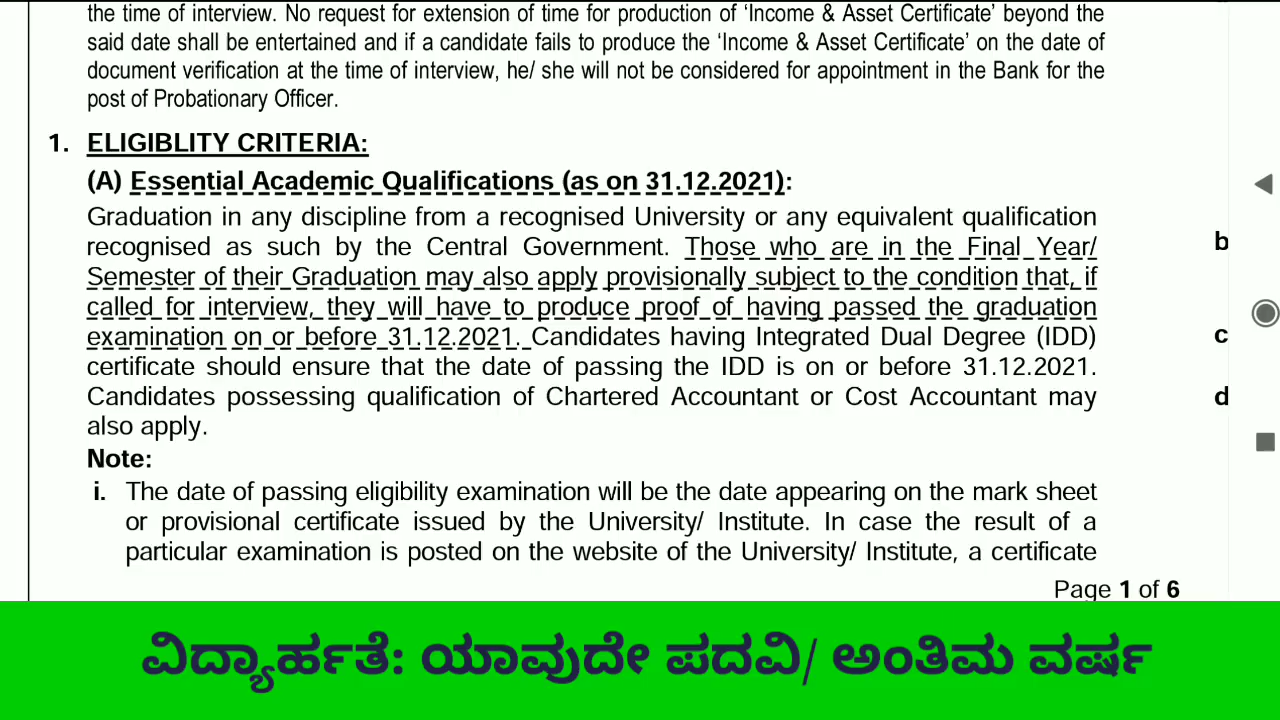 the time of interview. No request for extension of time for production of ‘Income & Asset Certificate’ beyond the
said date shall be entertained and if a candidate fails to produce the ‘Income & Asset Certificate’ on the date of
document verification at the time of interview, he/ she will not be considered for appointment in the Bank for the
post of Probationary Officer.
1. ELIGIBLITY CRITERIA:
(A) Essential Academic Qualifications (as on 31.12.2021):
Graduation in any discipline from a recognised University or any equivalent qualification
recognised as such by the Central Government. Those who are in the Final Year/
Semester of their Graduation may also apply provisionally subject to the condition that, if
called for interview, they will have to produce proof of having passed the graduation
examination on or before 31.12.2021. Candidates having Integrated Dual Degree (IDD)
certificate should ensure that the date of passing the IDD is on or before 31.12.2021.
Candidates possessing qualification of Chartered Accountant or Cost Accountant may
also apply.
Note:
i. The date of passing eligibility examination will be the date appearing on the mark sheet
or provisional certificate issued by the University/ Institute. In case the result of a
particular examination is posted on the website of the University/ Institute, a certificate
Page 1 of 6
b
c
d
ವಿದ್ಯಾರ್ಹತೆ: ಯಾವುದೇ ಪದವಿ/ ಅಂತಿಮ ವರ್ಷ